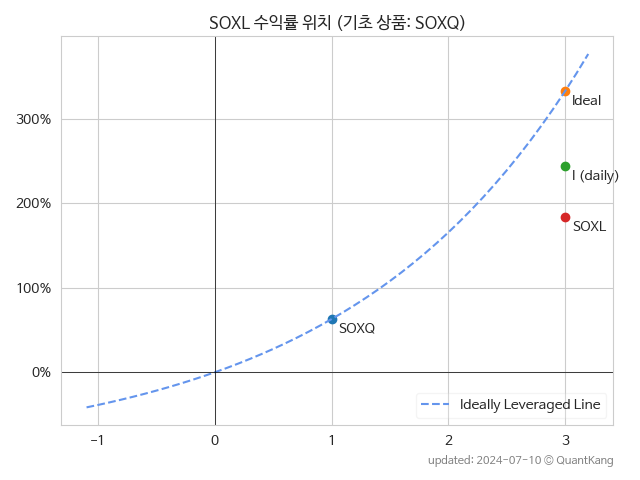 SOXL 수익률 위치 (기초 상품: SOXQ)
300%
200%
100%
0%
Ideal
I (daily)
SOXL
SOXQ
Ideally Leveraged Line
−1
0
1
2
3
updated: 2024-07-10 © QuantKang